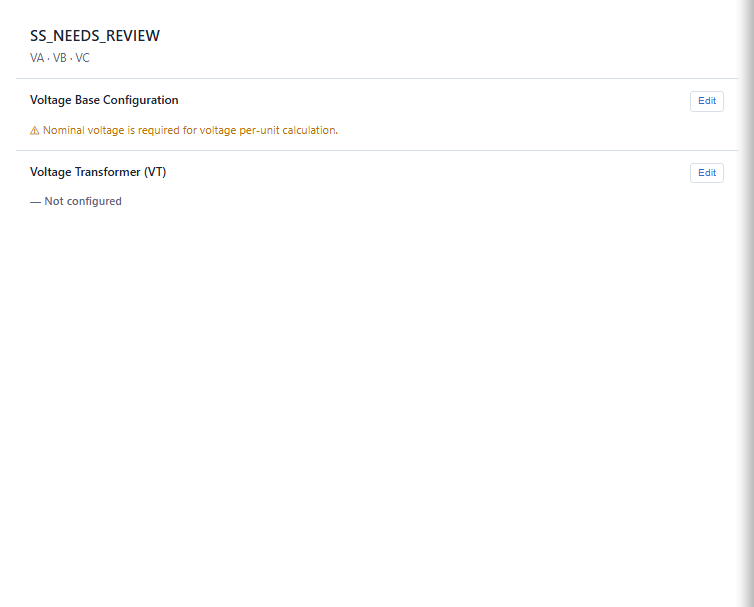 SS_NEEDS_REVIEW
VA · VB · VC
Voltage Base Configuration
Edit
⚠ Nominal voltage is required for voltage per-unit calculation.
Voltage Transformer (VT)
Edit
— Not configured